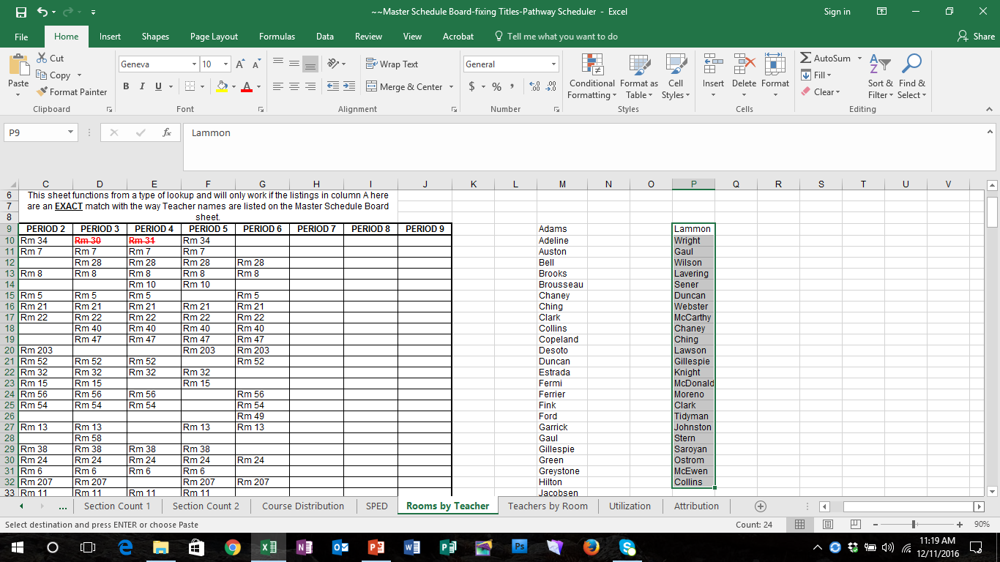 ~~Master Schedule Board-fixing Titles-Pathway Scheduler - Excel Sign in
File Home Insert Shapes Page Layout Formulas Data Review View Acrobat Tell me what you want to do Share
Cut
Copy
Format Painter
Paste
Clipboard
Geneva 10
B I U
Font
Wrap Text
Merge & Center
Alignment
General
$ % ,
Number
Conditional Formatting
Format as Table
Cell Styles
Styles
Insert Delete Format
Cells
AutoSum
Fill
Clear
Sort & Filter
Find & Select
Editing
P9 fx Lammon
C D E F G H I J K L M N O P Q R S T U V
6 This sheet functions from a type of lookup and will only work if the listings in column A here
7 are an EXACT match with the way Teacher names are listed on the Master Schedule Board
8 sheet.
9 PERIOD 2 PERIOD 3 PERIOD 4 PERIOD 5 PERIOD 6 PERIOD 7 PERIOD 8 PERIOD 9 Adams Lammon
10 Rm 34 Rm 30 Rm 31 Rm 34 Adeline Wright
11 Rm 7 Rm 7 Rm 7 Rm 7 Auston Gaul
12 Rm 28 Rm 28 Rm 28 Rm 28 Bell Wilson
13 Rm 8 Rm 8 Rm 8 Rm 8 Rm 8 Brooks Lavering
14 Rm 10 Rm 10 Brousseau Sener
15 Rm 5 Rm 5 Rm 5 Rm 5 Chaney Duncan
16 Rm 21 Rm 21 Rm 21 Rm 21 Rm 21 Ching Webster
17 Rm 22 Rm 22 Rm 22 Rm 22 Rm 22 Clark McCarthy
18 Rm 40 Rm 40 Rm 40 Rm 40 Collins Chaney
19 Rm 47 Rm 47 Rm 47 Rm 47 Copeland Ching
20 Rm 203 Rm 203 Rm 203 Desoto Lawson
21 Rm 52 Rm 52 Rm 52 Rm 52 Duncan Gillespie
22 Rm 32 Rm 32 Rm 32 Rm 32 Estrada Knight
23 Rm 15 Rm 15 Rm 15 Fermi McDonald
24 Rm 56 Rm 56 Rm 56 Rm 56 Ferrier Moreno
25 Rm 54 Rm 54 Rm 54 Rm 54 Fink Clark
26 Rm 49 Ford Tidyman
27 Rm 13 Rm 13 Rm 13 Rm 13 Garrick Johnston
28 Rm 58 Gaul Stern
29 Rm 38 Rm 38 Rm 38 Rm 38 Gillespie Saroyan
30 Rm 24 Rm 24 Rm 24 Rm 24 Rm 24 Green Ostrom
31 Rm 6 Rm 6 Rm 6 Rm 6 Greystone McEwen
32 Rm 207 Rm 207 Rm 207 Rm 207 Hilton Collins
33 Rm 11 Rm 11 Rm 11 Rm 11 Jacobsen
... Section Count 1 Section Count 2 Course Distribution SPED Rooms by Teacher Teachers by Room Utilization Attribution
Select destination and press ENTER or choose Paste Count: 24 90%
11:19 AM
12/11/2016